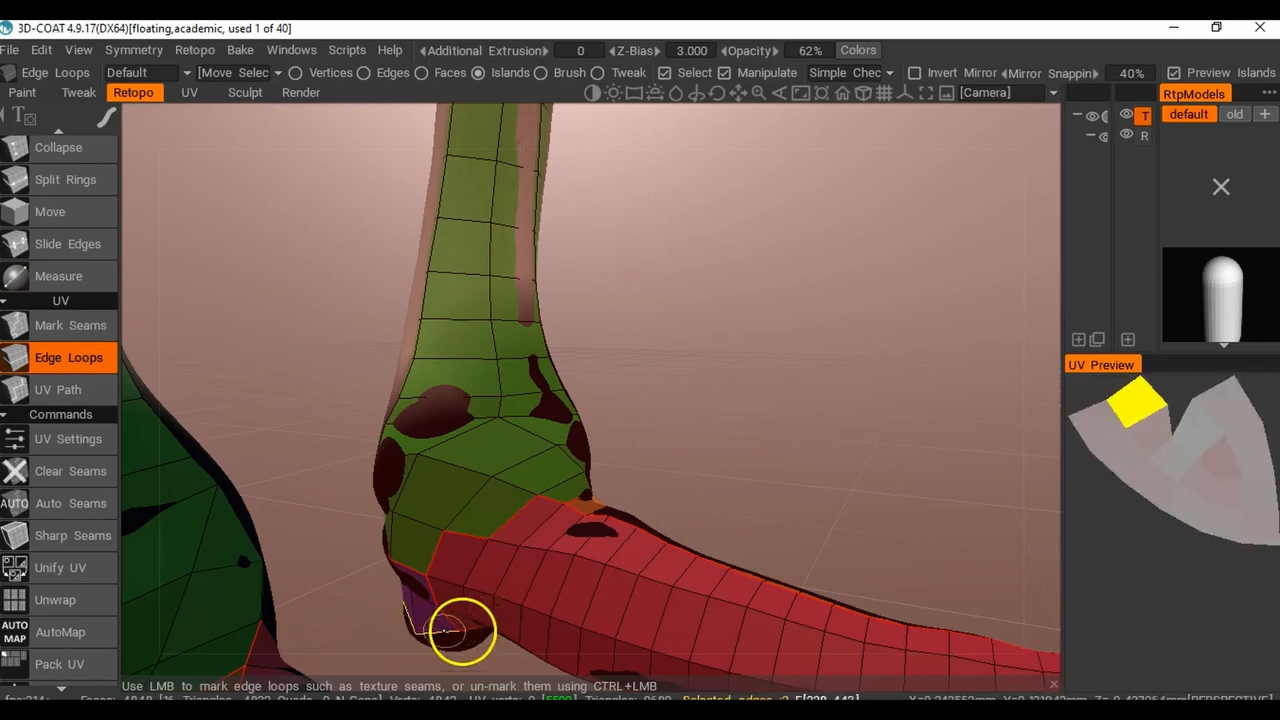 3D-COAT 4.9.17(DX64)[floating,academic, used 1 of 40]
File Edit View Symmetry Retopo Bake Windows Scripts Help Additional Extrusion 0 Z-Bias 3.000 Opacity 62% Colors
Edge Loops Default [Move Selec Vertices Edges Faces Islands Brush Tweak Select Manipulate Simple Chec Invert Mirror Mirror Snappin 40% Preview Islands
Paint Tweak Retopo UV Sculpt Render [Camera] RtpModels
T default old +
R
Collapse
Split Rings
Move
Slide Edges
Measure
UV
Mark Seams
Edge Loops
UV Preview
UV Path
Commands
UV Settings
Clear Seams
AUTO Auto Seams
Sharp Seams
Unify UV
Unwrap
AUTO MAP AutoMap
Pack UV
Use LMB to mark edge loops such as texture seams, or un-mark them using CTRL+LMB